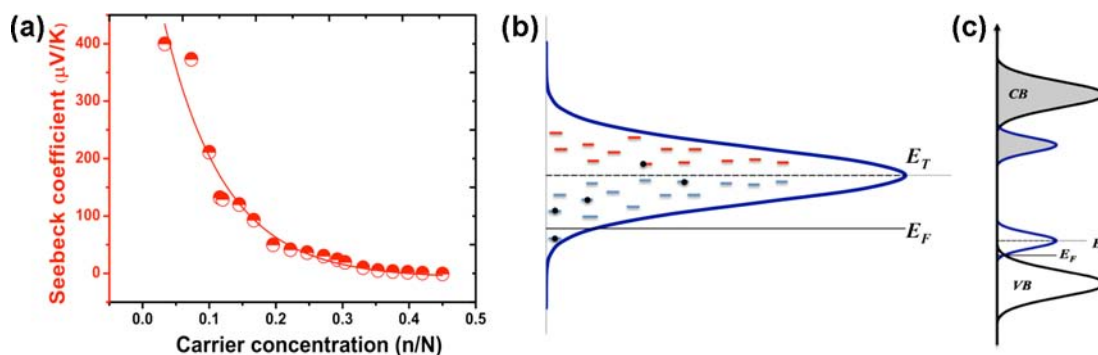 (a)
Seebeck coefficient (μV/K)
400
300
200
100
0
0.0 0.1 0.2 0.3 0.4 0.5
Carrier concentration (n/N)
(b)
E_T
E_F
(c)
CB
E
E_F
VB